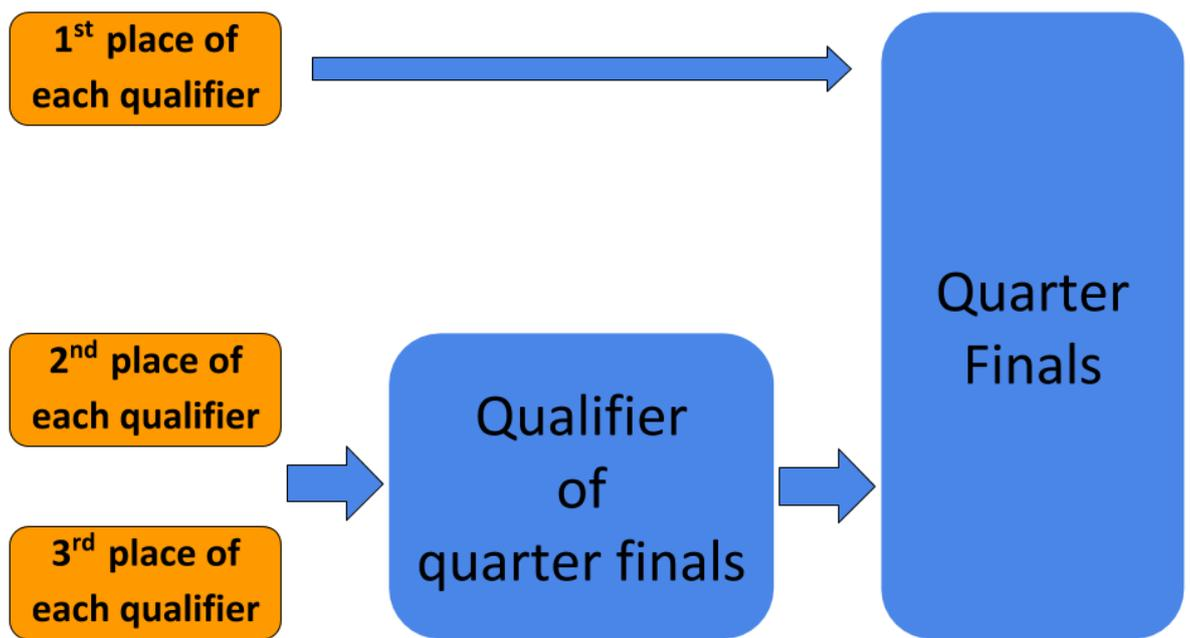 1st place of
each qualifier
Quarter
Finals
2nd place of
each qualifier
Qualifier
of
quarter finals
3rd place of
each qualifier